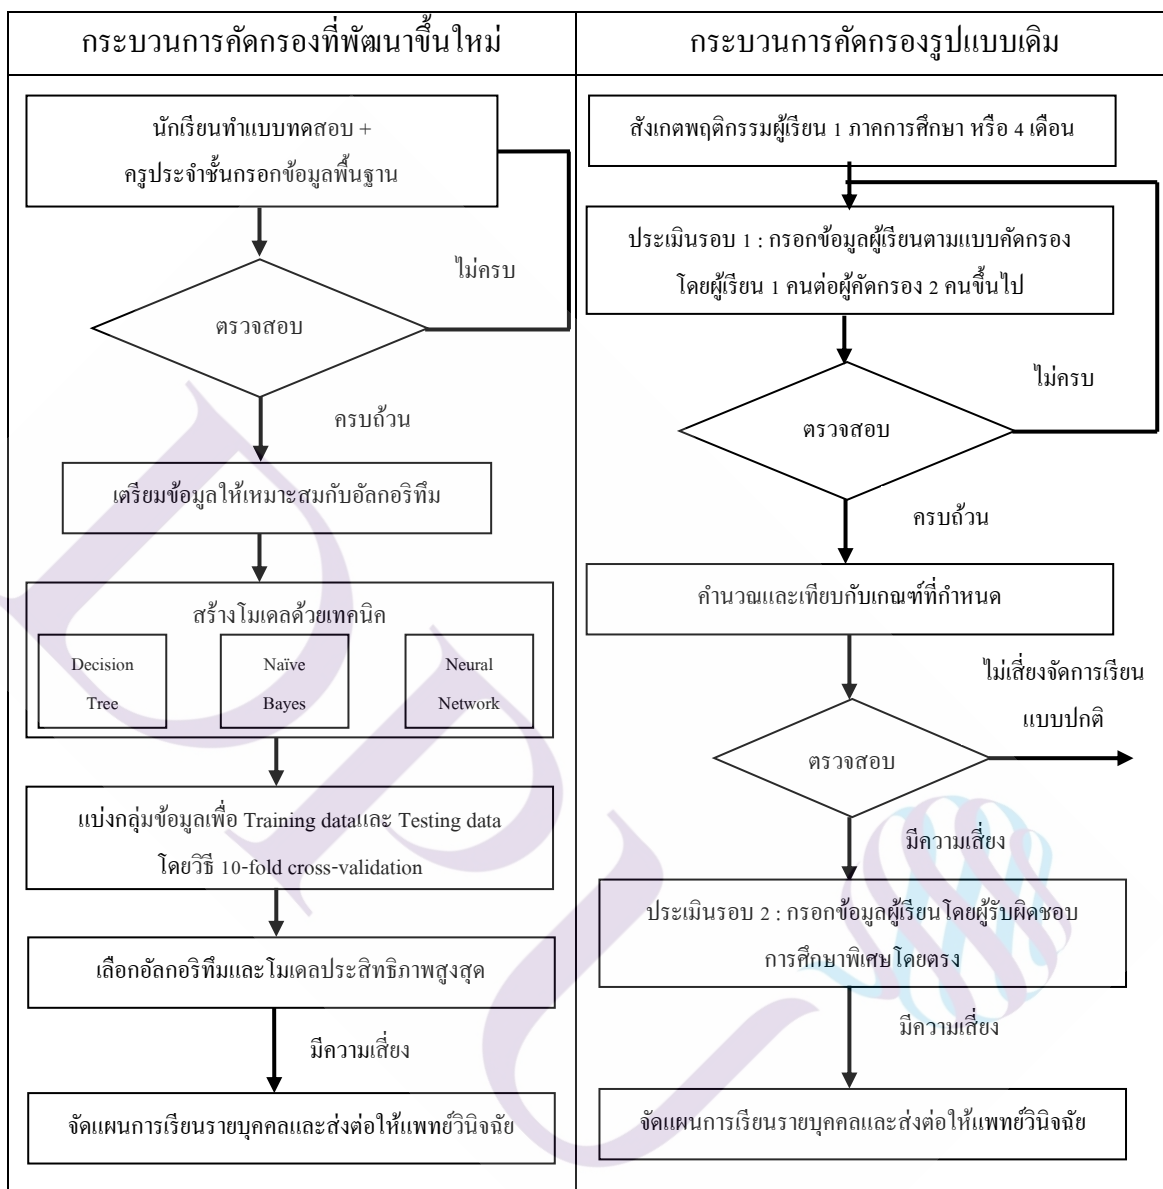 กระบวนการคัดกรองที่พัฒนาขึ้นใหม่
นักเรียนทำแบบทดสอบ +
ครูประจำชั้นกรอกข้อมูลพื้นฐาน
ไม่ครบ
ตรวจสอบ
ครบถ้วน
เตรียมข้อมูลให้เหมาะสมกับอัลกอริทึม
สร้างโมเดลด้วยเทคนิค
Decision
Tree
Naïve
Bayes
Neural
Network
แบ่งกลุ่มข้อมูลเพื่อ Training dataและ Testing data
โดยวิธี 10-fold cross-validation
เลือกอัลกอริทึมและโมเดลประสิทธิภาพสูงสุด
มีความเสี่ยง
จัดแผนการเรียนรายบุคคลและส่งต่อให้แพทย์วินิจฉัย
กระบวนการคัดกรองรูปแบบเดิม
สังเกตพฤติกรรมผู้เรียน 1 ภาคการศึกษา หรือ 4 เดือน
ประเมินรอบ 1 : กรอกข้อมูลผู้เรียนตามแบบคัดกรอง
โดยผู้เรียน 1 คนต่อผู้คัดกรอง 2 คนขึ้นไป
ไม่ครบ
ตรวจสอบ
ครบถ้วน
คำนวณและเทียบกับเกณฑ์ที่กำหนด
ไม่เสี่ยงจัดการเรียน
แบบปกติ
ตรวจสอบ
มีความเสี่ยง
ประเมินรอบ 2 : กรอกข้อมูลผู้เรียนโดยผู้รับผิดชอบ
การศึกษาพิเศษโดยตรง
มีความเสี่ยง
จัดแผนการเรียนรายบุคคลและส่งต่อให้แพทย์วินิจฉัย
DPU